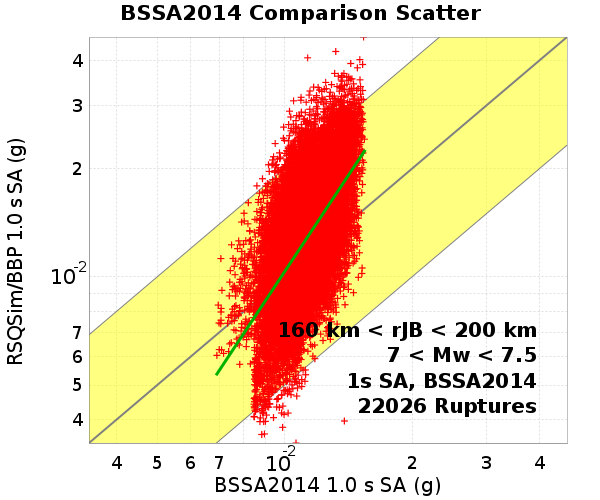 BSSA2014 Comparison Scatter
RSQSim/BBP 1.0 s SA (g)
4
3
2
10-2
7
6
5
4
160 km < rJB < 200 km
7 < Mw < 7.5
1s SA, BSSA2014
22026 Ruptures
4 5 6 7 10-2 2 3 4
BSSA2014 1.0 s SA (g)